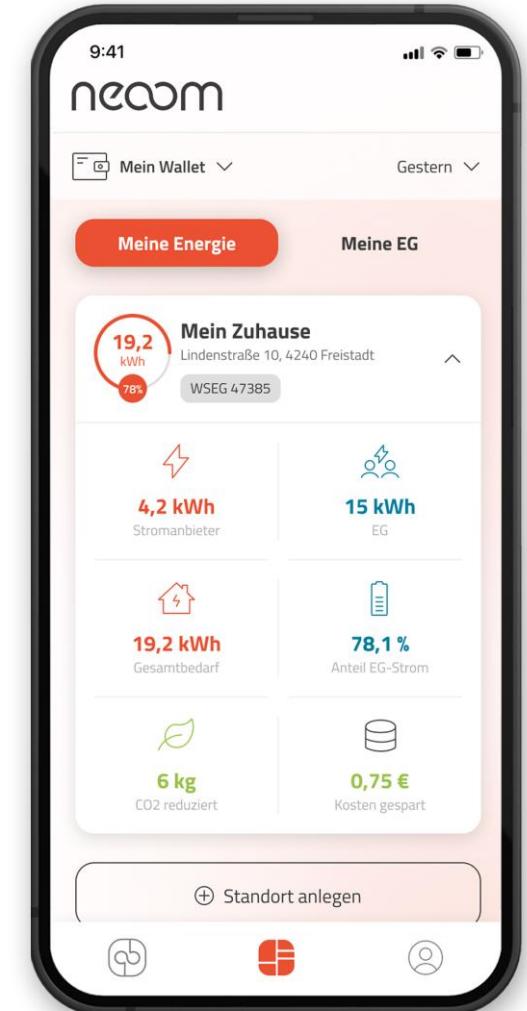 9:41
neoom
Mein Wallet
Gestern
Meine Energie
Meine EG
19,2
kWh
78%
Mein Zuhause
Lindenstraße 10, 4240 Freistadt
WSEG 47385
4,2 kWh
Stromanbieter
15 kWh
EG
19,2 kWh
Gesamtbedarf
78,1 %
Anteil EG-Strom
6 kg
CO2 reduziert
0,75 €
Kosten gespart
Standort anlegen